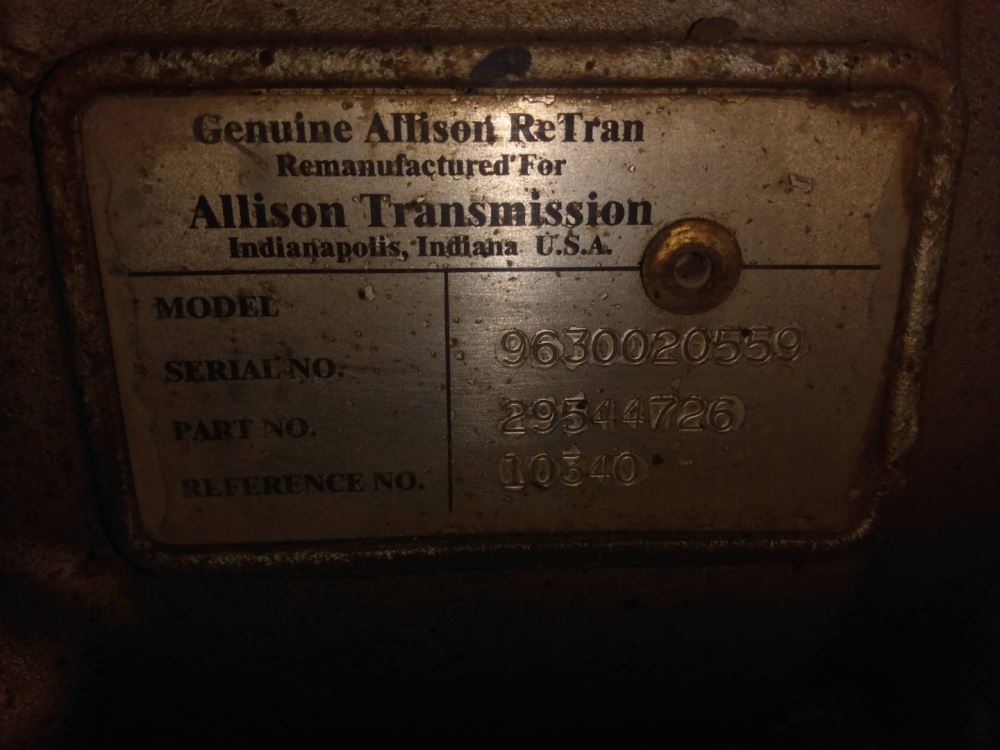 Genuine Allison ReTran
Remanufactured For
Allison Transmission
Indianapolis, Indiana U.S.A.
MODEL
SERIAL NO. 9630020559
PART NO. 29544726
REFERENCE NO. 10340